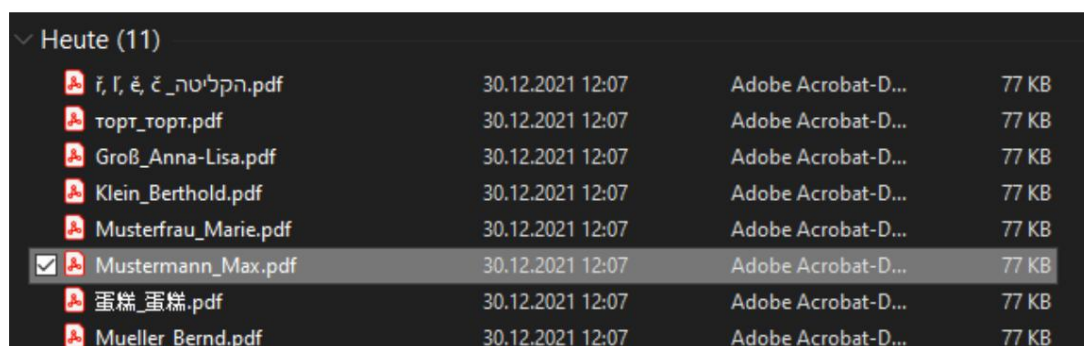 Heute (11)
ř, ľ, ě, č _הקליטה.pdf 30.12.2021 12:07 Adobe Acrobat-D... 77 KB
торт_торт.pdf 30.12.2021 12:07 Adobe Acrobat-D... 77 KB
Groß_Anna-Lisa.pdf 30.12.2021 12:07 Adobe Acrobat-D... 77 KB
Klein_Berthold.pdf 30.12.2021 12:07 Adobe Acrobat-D... 77 KB
Musterfrau_Marie.pdf 30.12.2021 12:07 Adobe Acrobat-D... 77 KB
Mustermann_Max.pdf 30.12.2021 12:07 Adobe Acrobat-D... 77 KB
蛋糕_蛋糕.pdf 30.12.2021 12:07 Adobe Acrobat-D... 77 KB
Mueller_Bernd.pdf 30.12.2021 12:07 Adobe Acrobat-D... 77 KB